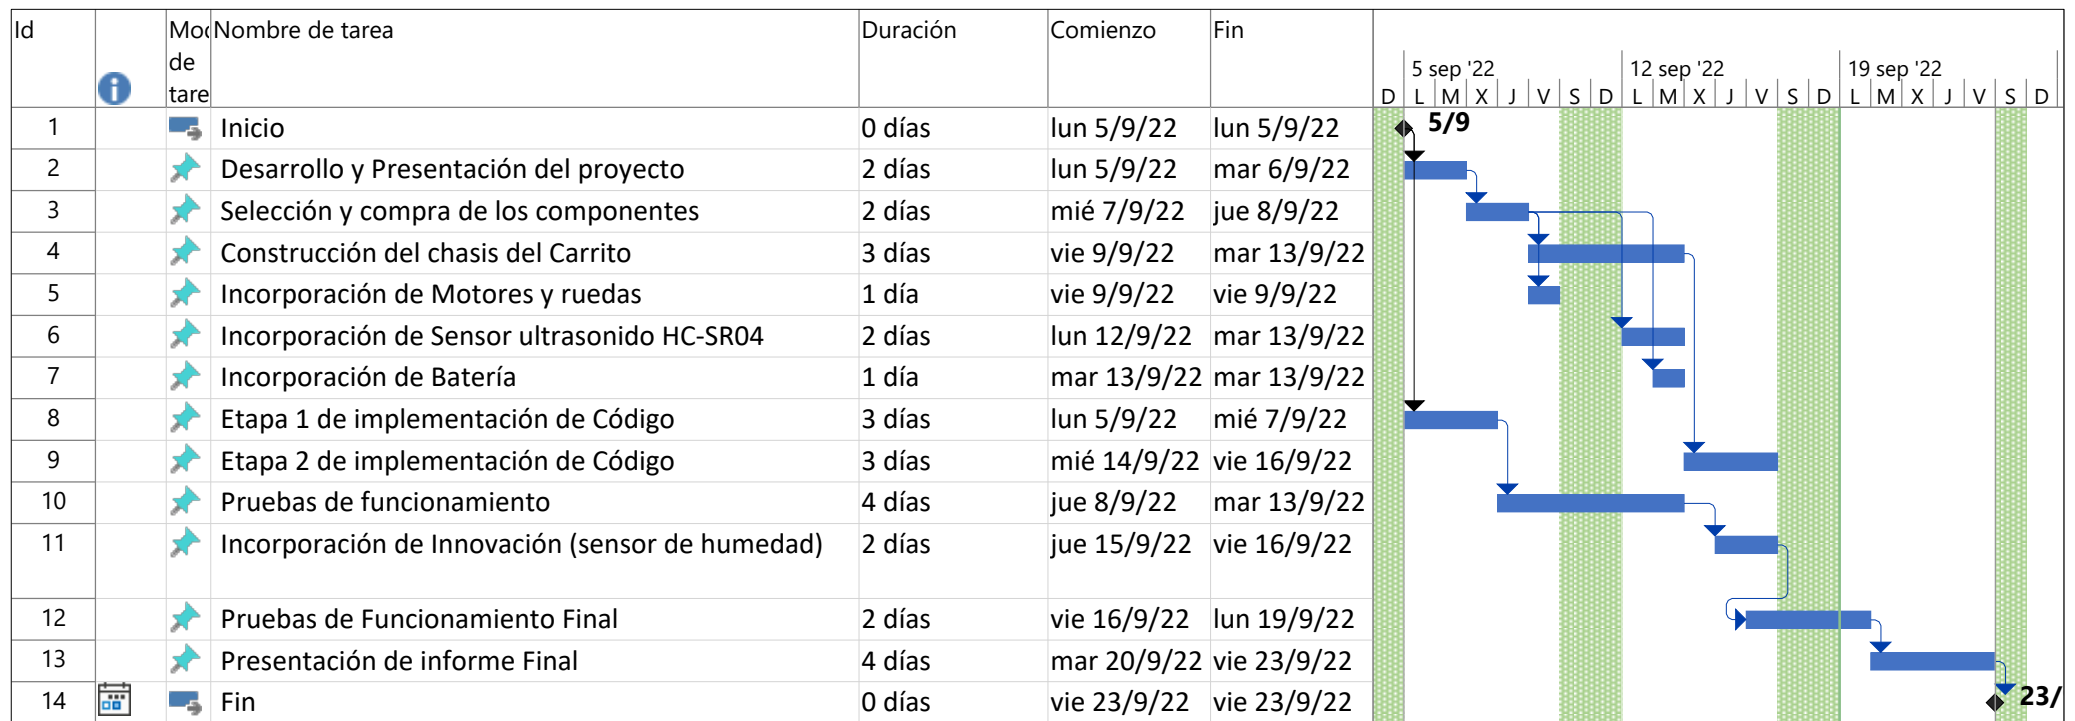 Id Mod de tare Nombre de tarea Duración Comienzo Fin
5 sep '22 12 sep '22 19 sep '22
D L M X J V S D L M X J V S D L M X J V S D
1 Inicio 0 días lun 5/9/22 lun 5/9/22 5/9
2 Desarrollo y Presentación del proyecto 2 días lun 5/9/22 mar 6/9/22
3 Selección y compra de los componentes 2 días mié 7/9/22 jue 8/9/22
4 Construcción del chasis del Carrito 3 días vie 9/9/22 mar 13/9/22
5 Incorporación de Motores y ruedas 1 día vie 9/9/22 vie 9/9/22
6 Incorporación de Sensor ultrasonido HC-SR04 2 días lun 12/9/22 mar 13/9/22
7 Incorporación de Batería 1 día mar 13/9/22 mar 13/9/22
8 Etapa 1 de implementación de Código 3 días lun 5/9/22 mié 7/9/22
9 Etapa 2 de implementación de Código 3 días mié 14/9/22 vie 16/9/22
10 Pruebas de funcionamiento 4 días jue 8/9/22 mar 13/9/22
11 Incorporación de Innovación (sensor de humedad) 2 días jue 15/9/22 vie 16/9/22
12 Pruebas de Funcionamiento Final 2 días vie 16/9/22 lun 19/9/22
13 Presentación de informe Final 4 días mar 20/9/22 vie 23/9/22
14 Fin 0 días vie 23/9/22 vie 23/9/22 23/